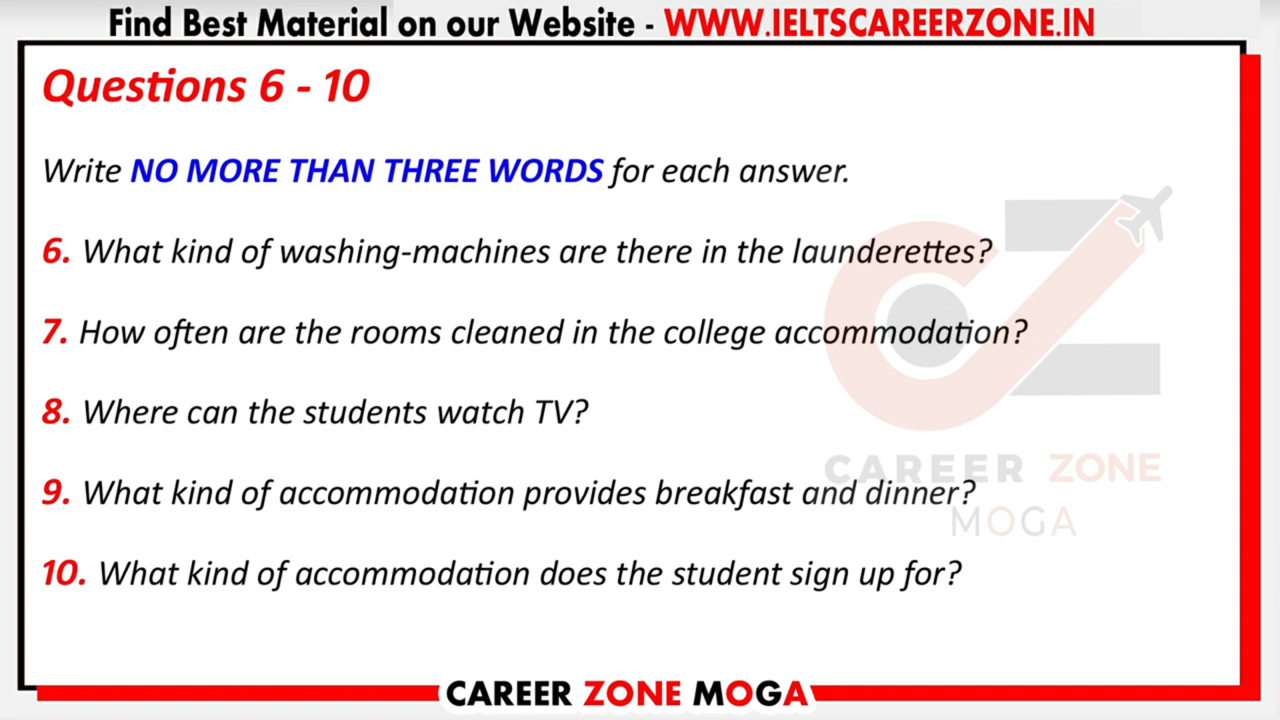 Find Best Material on our Website - WWW.IELTSCAREERZONE.IN
Questions 6 - 10
Write NO MORE THAN THREE WORDS for each answer.
6. What kind of washing-machines are there in the launderettes?
7. How often are the rooms cleaned in the college accommodation?
8. Where can the students watch TV?
CAREER ZONE
9. What kind of accommodation provides breakfast and dinner?
MOGA
10. What kind of accommodation does the student sign up for?
CAREER ZONE MOGA